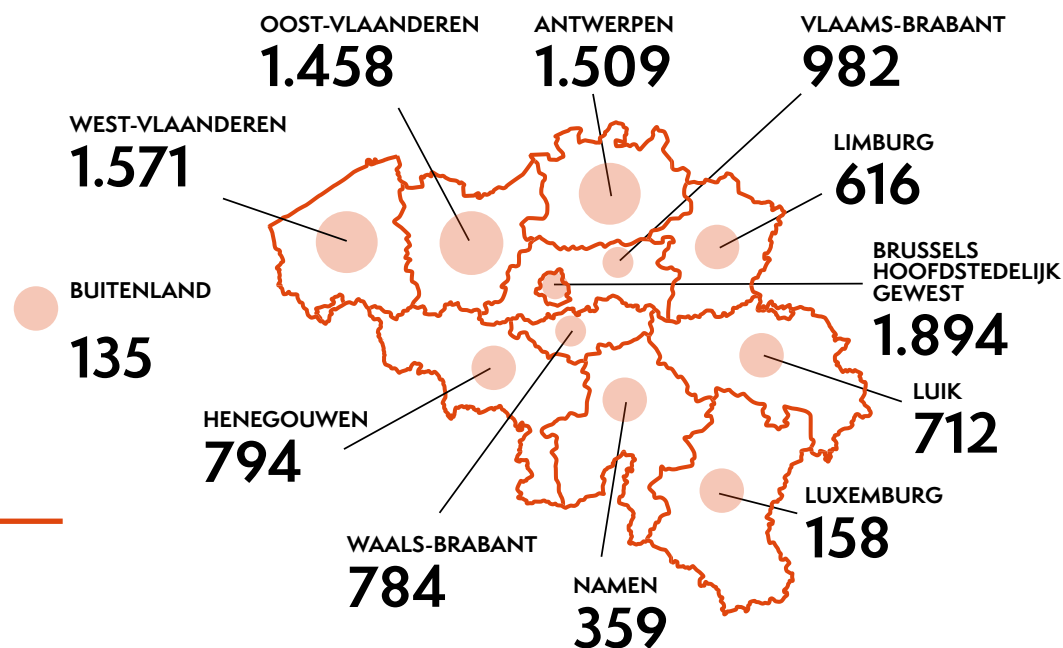 OOST-VLAANDEREN
1.458
ANTWERPEN
1.509
VLAAMS-BRABANT
982
WEST-VLAANDEREN
1.571
LIMBURG
616
BRUSSELS
HOOFDSTEDELIJK
GEWEST
1.894
BUITENLAND
135
LUIK
712
HENEGOUWEN
794
LUXEMBURG
158
WAALS-BRABANT
784
NAMEN
359